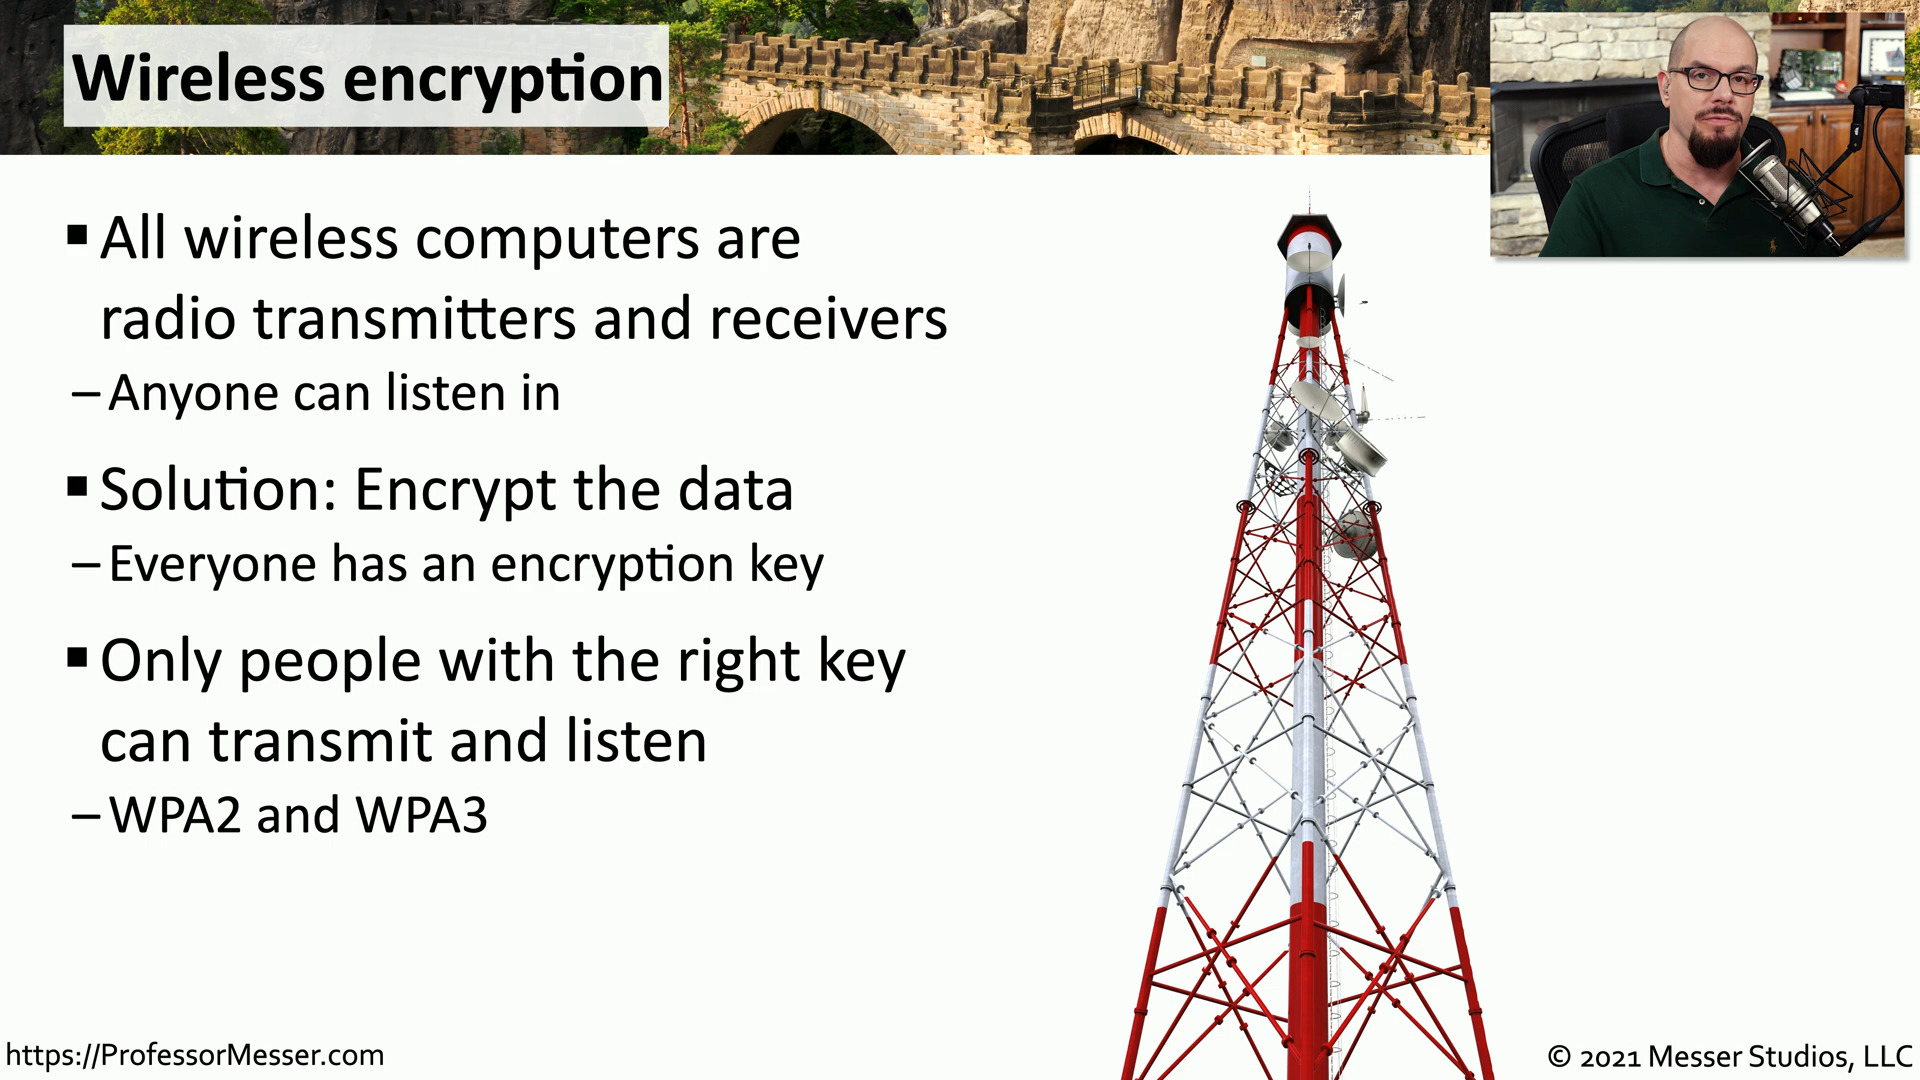 Wireless encryption
▪ All wireless computers are
radio transmitters and receivers
– Anyone can listen in
▪ Solution: Encrypt the data
– Everyone has an encryption key
▪ Only people with the right key
can transmit and listen
– WPA2 and WPA3
https://ProfessorMesser.com
© 2021 Messer Studios, LLC